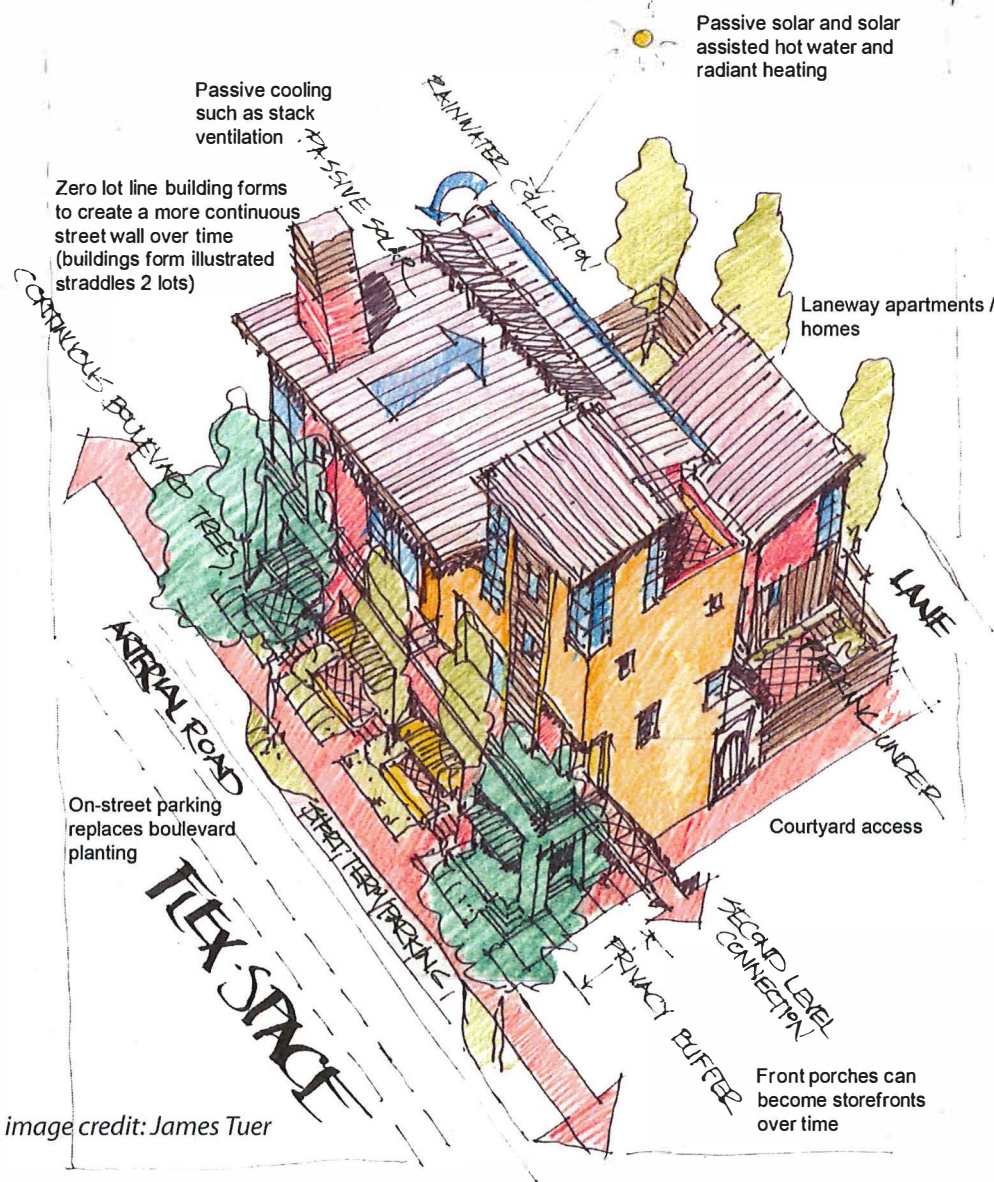 Passive solar and solar
assisted hot water and
radiant heating
Passive cooling
such as stack
ventilation
RAINWATER COLLECTION
PASSIVE SOLAR
Zero lot line building forms
to create a more continuous
street wall over time
(buildings form illustrated
straddles 2 lots)
CONTINUOUS BOULEVARD
TREES
Laneway apartments /
homes
LANE
ARTERIAL ROAD
PARKING UNDER
On-street parking
replaces boulevard
planting
SHORT TERM PARKING
Courtyard access
FLEX·SPACE
SECOND LEVEL
CONNECTION
PRIVACY BUFFER
Front porches can
become storefronts
over time
image credit: James Tuer